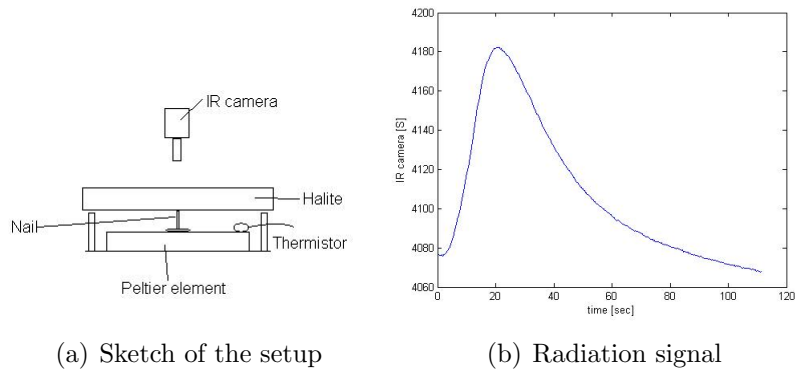 IR camera
Halite
Nail
Thermistor
Peltier element
(a) Sketch of the setup
4200
4180
4160
4140
4120
4100
4080
4060
IR camera [S]
0
20
40
60
80
100
120
time [sec]
(b) Radiation signal